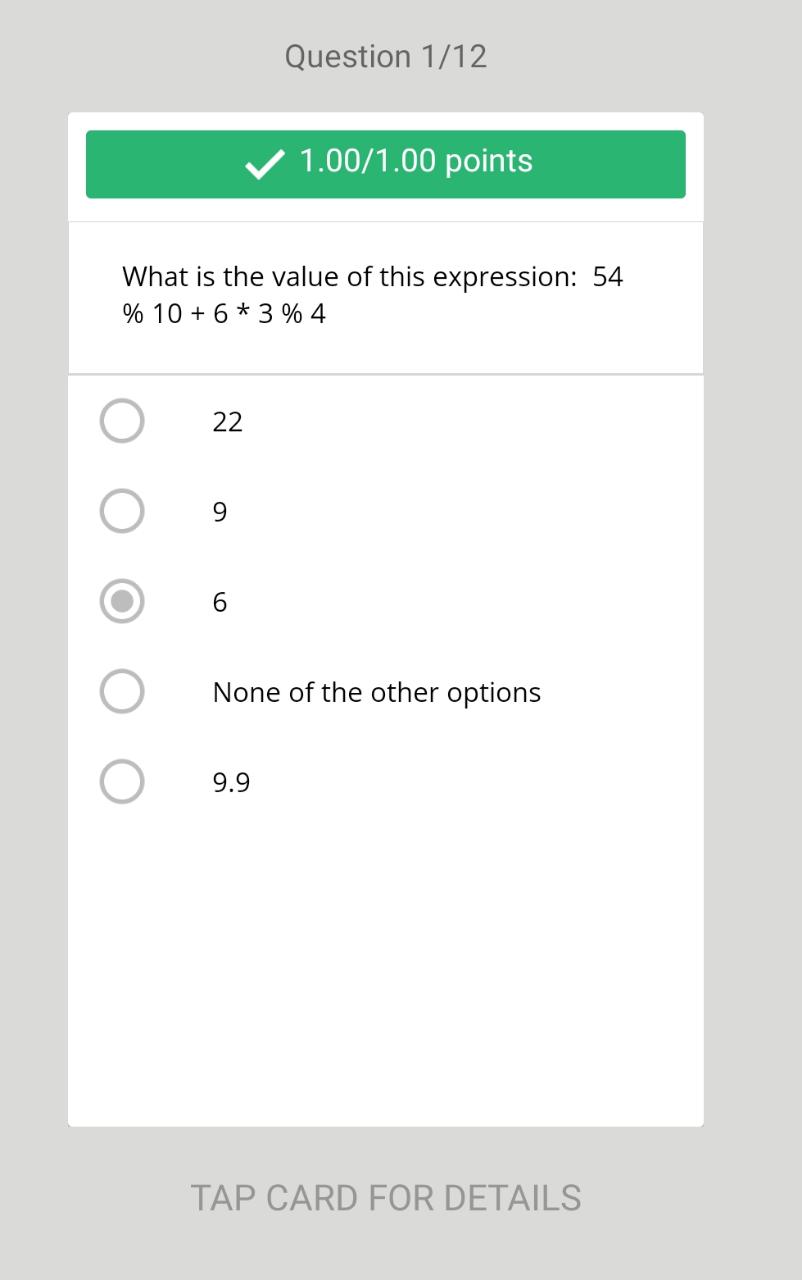 Question 1/12
1.00/1.00 points
What is the value of this expression:  54
% 10 + 6 * 3 % 4
22
9
6
None of the other options
9.9
TAP CARD FOR DETAILS